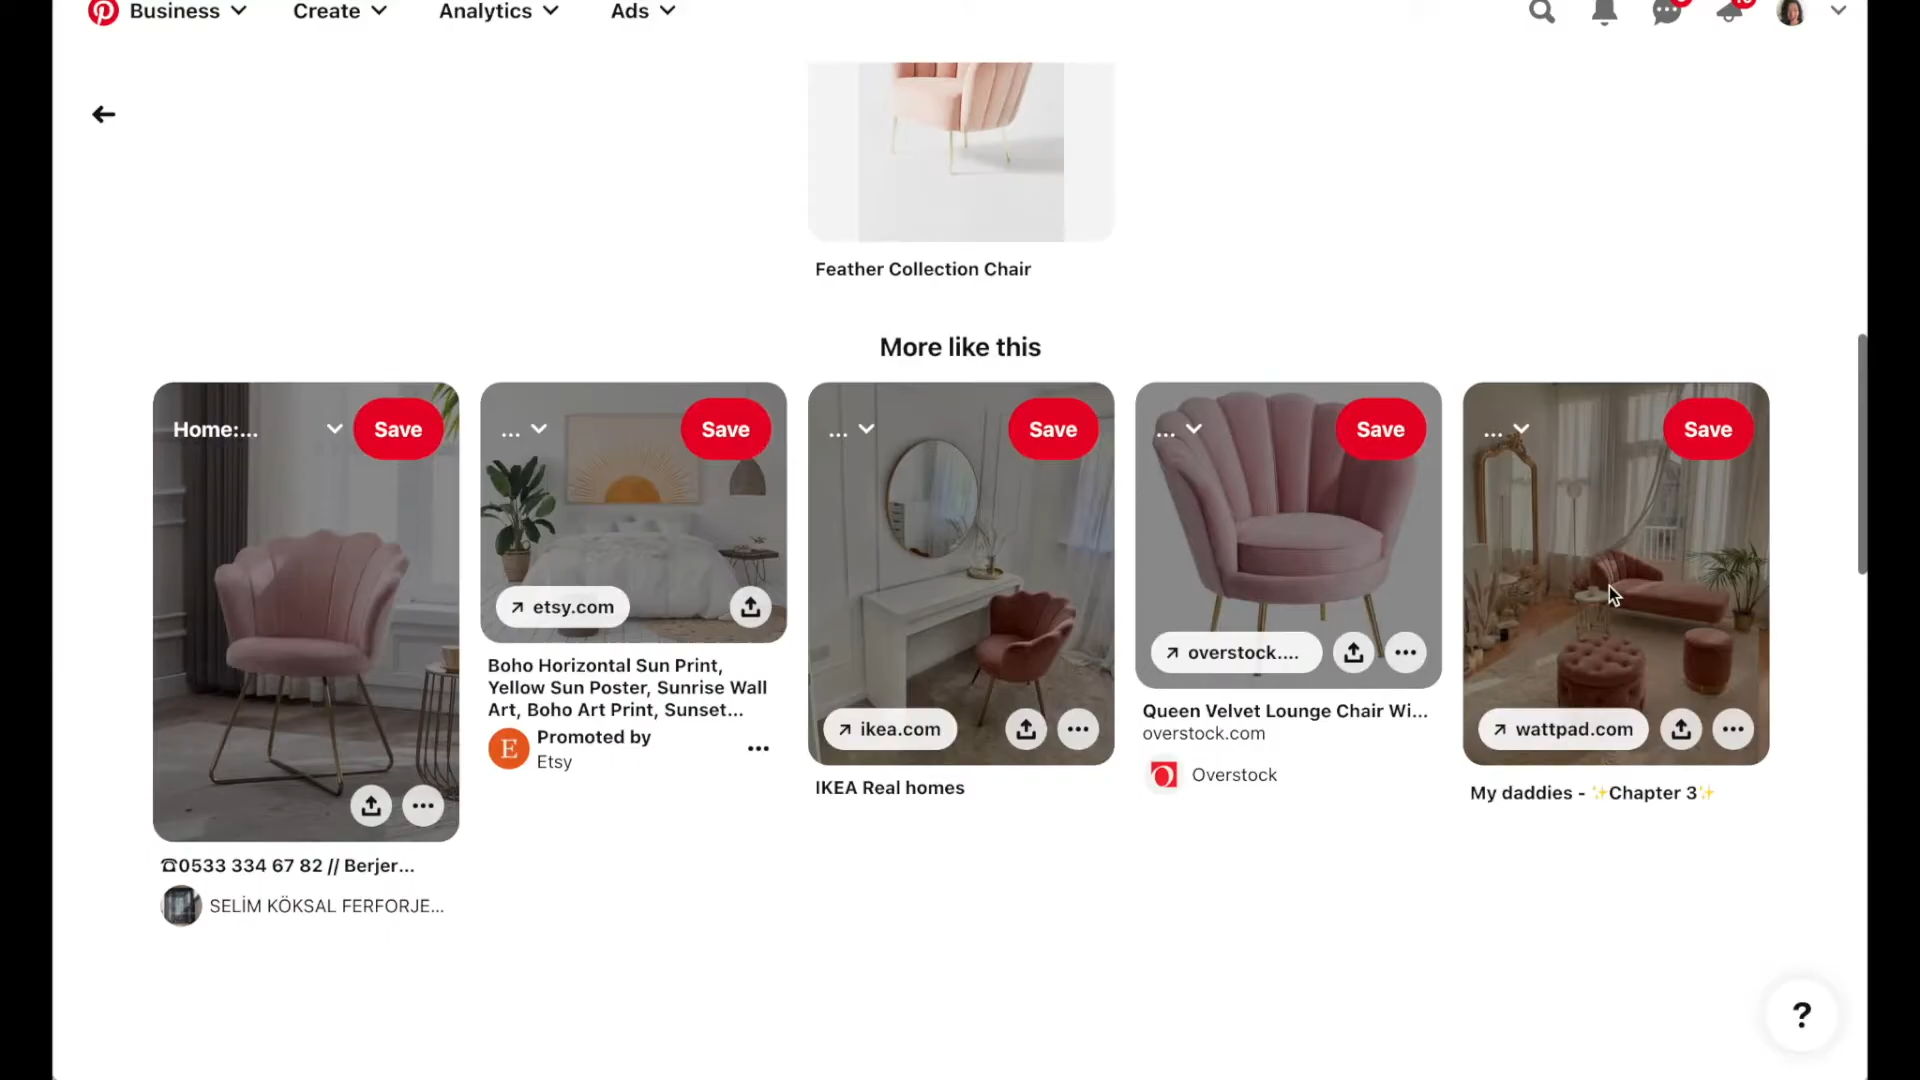 Business
Create
Analytics
Ads
Feather Collection Chair
More like this
Home:...
Save
...
Save
...
Save
...
Save
...
Save
etsy.com
overstock....
ikea.com
wattpad.com
Boho Horizontal Sun Print,
Yellow Sun Poster, Sunrise Wall
Art, Boho Art Print, Sunset...
E
Promoted by
Etsy
Queen Velvet Lounge Chair Wi...
overstock.com
Overstock
IKEA Real homes
My daddies - ✨Chapter 3✨
☎0533 334 67 82 // Berjer...
SELİM KÖKSAL FERFORJE...
?